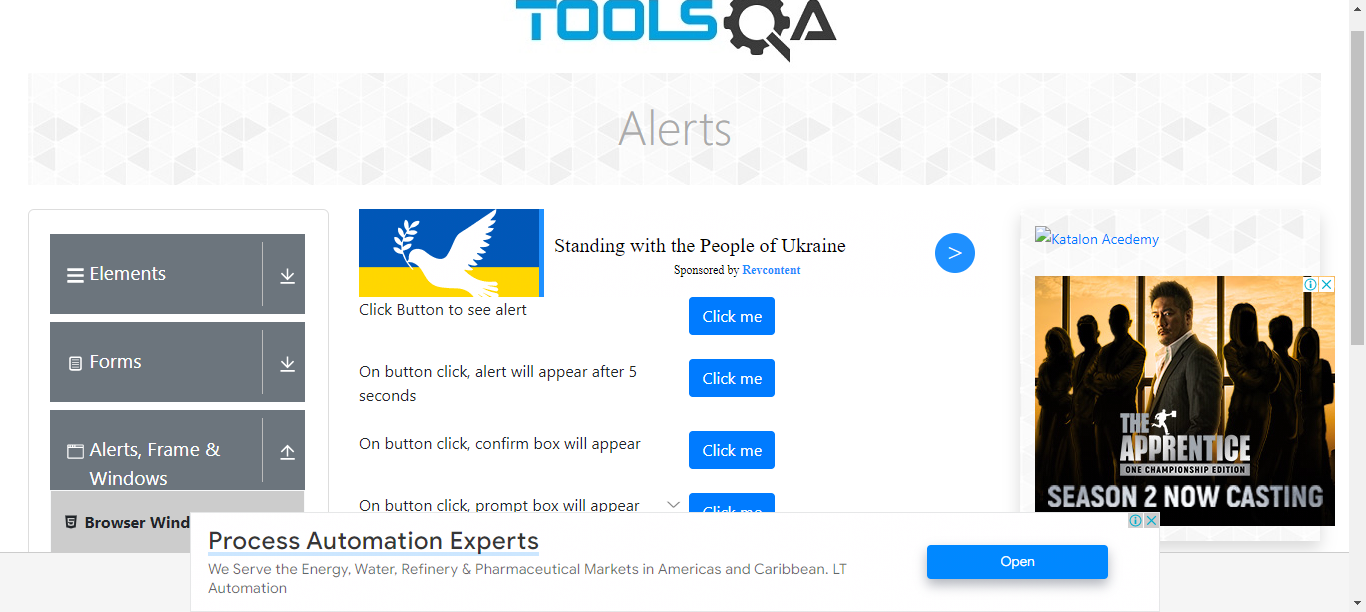 TOOLSQA
Alerts
Elements
Forms
Alerts, Frame &
Windows
Browser Wind
Standing with the People of Ukraine
Sponsored by Revcontent
>
Click Button to see alert
Click me
On button click, alert will appear after 5
seconds
Click me
On button click, confirm box will appear
Click me
On button click, prompt box will appear
Click me
Katalon Acedemy
THE
APPRENTICE
ONE CHAMPIONSHIP EDITION
SEASON 2 NOW CASTING
Process Automation Experts
We Serve the Energy, Water, Refinery & Pharmaceutical Markets in Americas and Caribbean. LT
Automation
Open